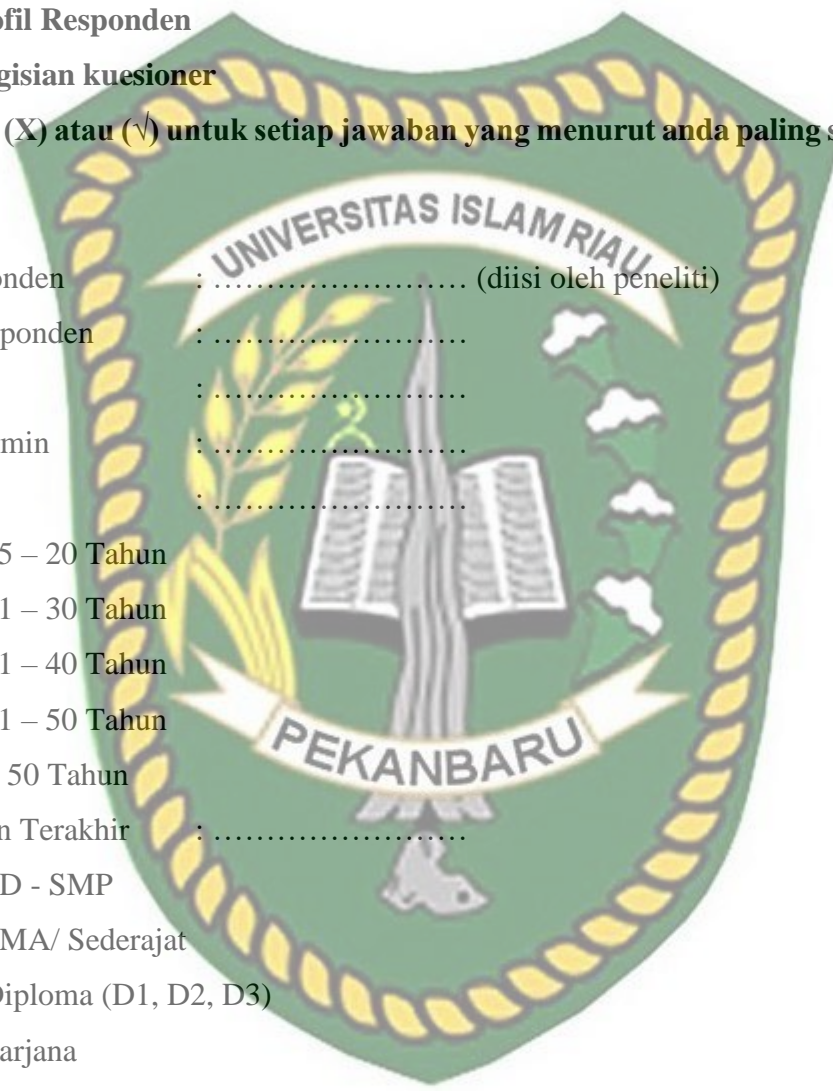 ofil Responden
gisian kuesioner
(X) atau (√) untuk setiap jawaban yang menurut anda paling s
UNIVERSITAS ISLAM RIAU
onden : ........................ (diisi oleh peneliti)
ponden : ........................
: ........................
min : ........................
: ........................
5 – 20 Tahun
1 – 30 Tahun
1 – 40 Tahun
1 – 50 Tahun
PEKANBARU
50 Tahun
n Terakhir : ........................
D - SMP
MA/ Sederajat
Diploma (D1, D2, D3)
arjana